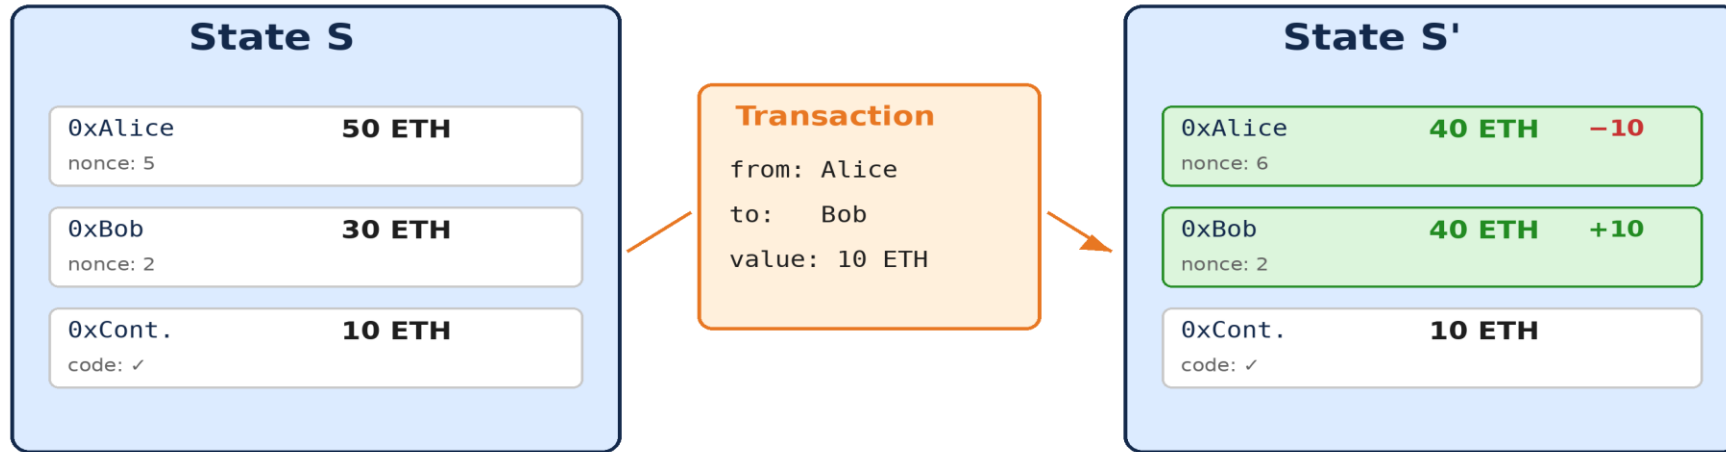 State S
0xAlice 50 ETH
nonce: 5
0xBob 30 ETH
nonce: 2
0xCont. 10 ETH
code: ✓
Transaction
from: Alice
to: Bob
value: 10 ETH
State S'
0xAlice 40 ETH −10
nonce: 6
0xBob 40 ETH +10
nonce: 2
0xCont. 10 ETH
code: ✓